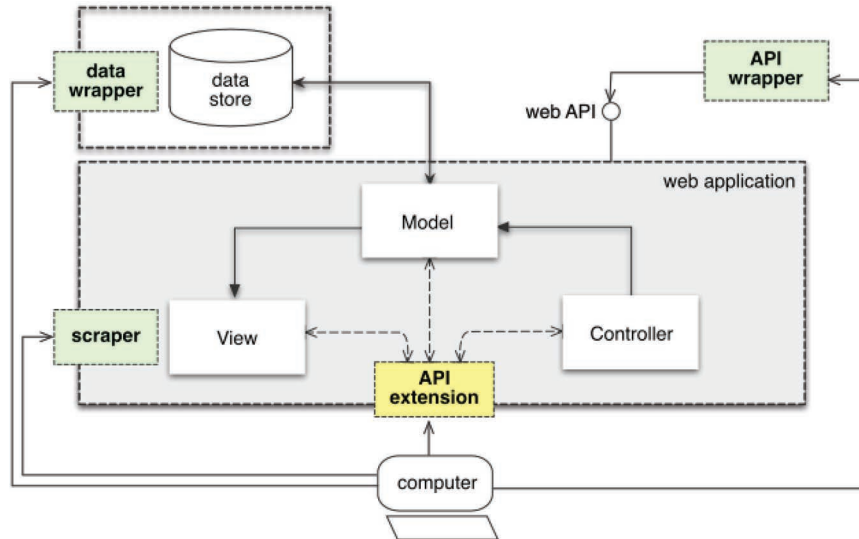 data
wrapper
data
store
API
wrapper
web API
web application
Model
scraper
View
Controller
API
extension
computer